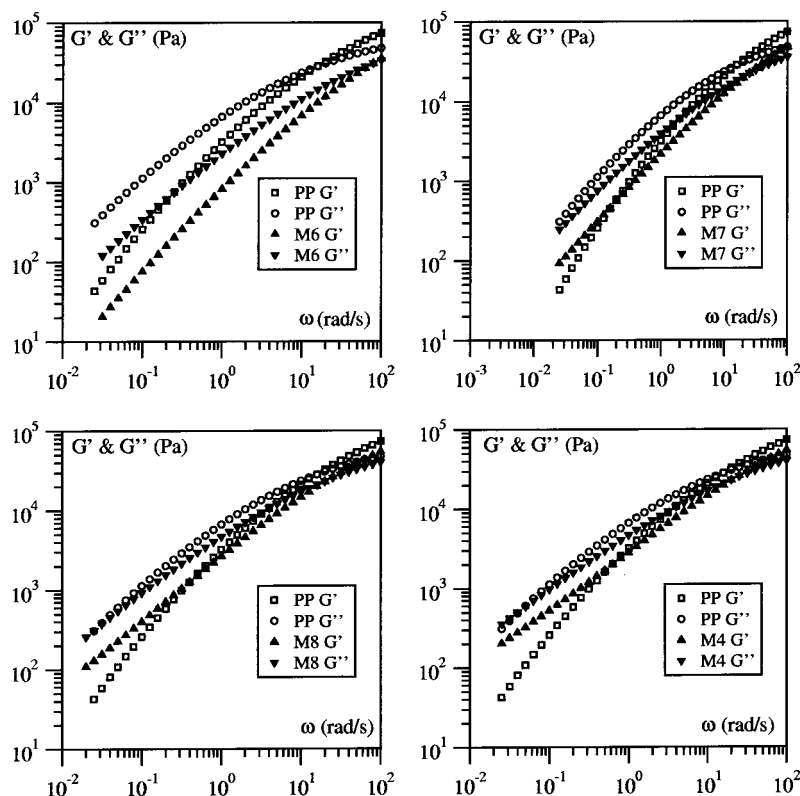 G' & G'' (Pa)
10^5
10^4
10^3
10^2
10^1
PP G'
PP G''
M6 G'
M6 G''
ω (rad/s)
10^-2
10^-1
10^0
10^1
10^2
G' & G'' (Pa)
10^5
10^4
10^3
10^2
10^1
PP G'
PP G''
M7 G'
M7 G''
ω (rad/s)
10^-3
10^-2
10^-1
10^0
10^1
10^2
G' & G'' (Pa)
10^5
10^4
10^3
10^2
10^1
PP G'
PP G''
M8 G'
M8 G''
ω (rad/s)
10^-2
10^-1
10^0
10^1
10^2
G' & G'' (Pa)
10^5
10^4
10^3
10^2
10^1
PP G'
PP G''
M4 G'
M4 G''
ω (rad/s)
10^-2
10^-1
10^0
10^1
10^2